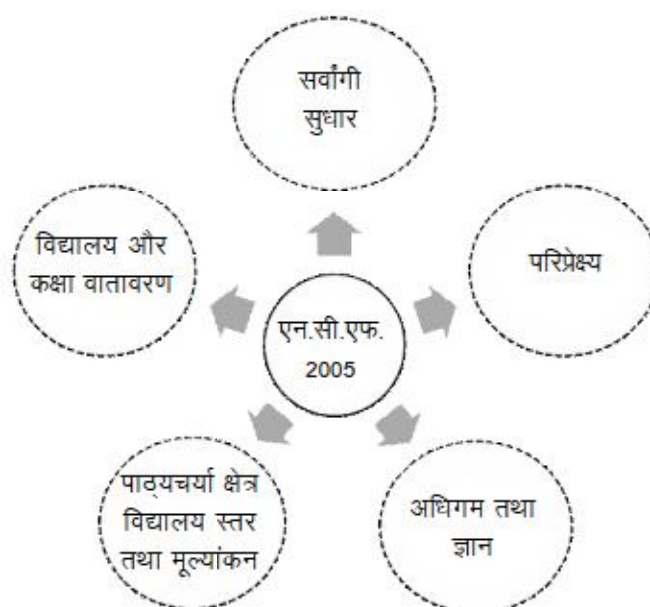 सर्वांगी
सुधार
विद्यालय और
कक्षा वातावरण
परिप्रेक्ष्य
एन.सी.एफ.
2005
पाठ्यचर्या क्षेत्र
विद्यालय स्तर
तथा मूल्यांकन
अधिगम तथा
ज्ञान